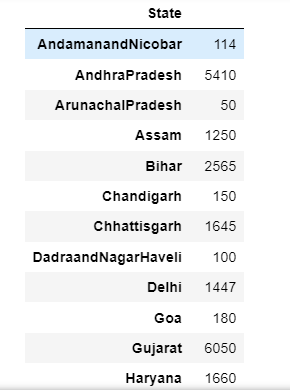 State
AndamanandNicobar 114
AndhraPradesh 5410
ArunachalPradesh 50
Assam 1250
Bihar 2565
Chandigarh 150
Chhattisgarh 1645
DadraandNagarHaveli 100
Delhi 1447
Goa 180
Gujarat 6050
Haryana 1660